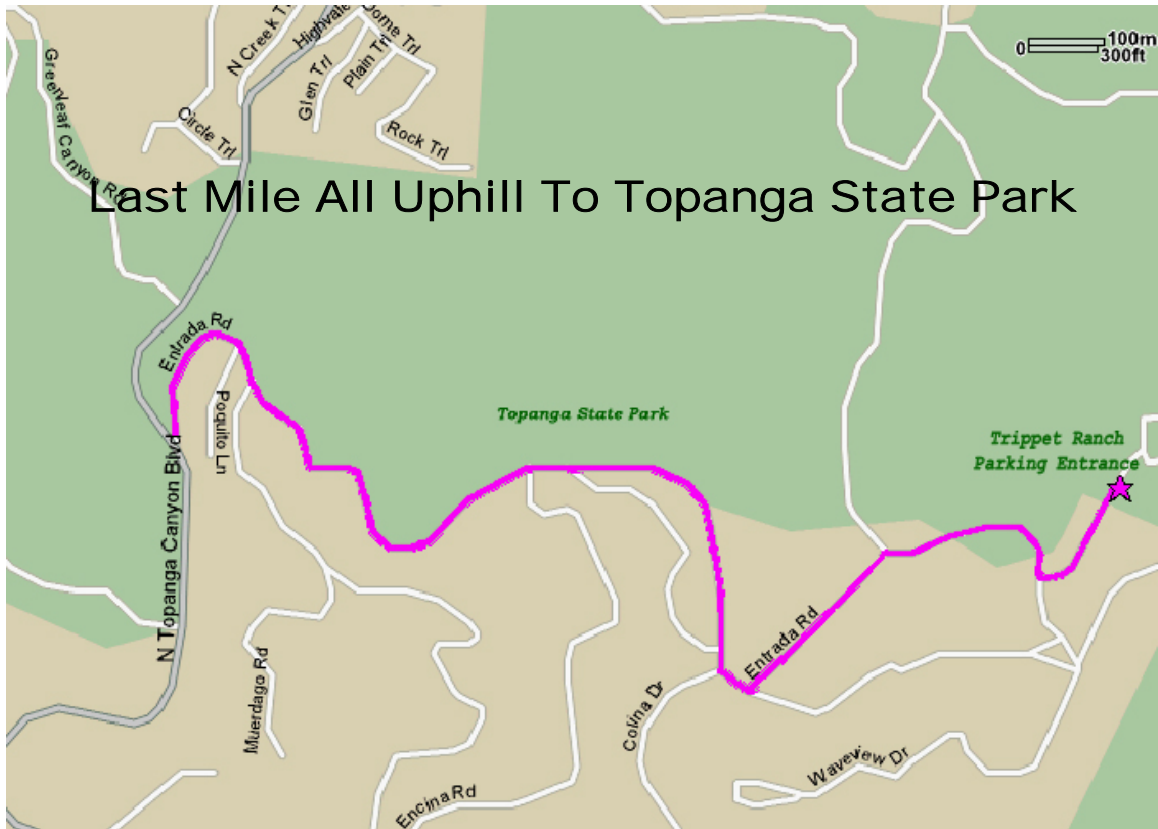 N Creek T
Highvale
Dome Trl
Plain Trl
Glen Trl
Circle Trl
Rock Trl
Greenleaf Canyon Rd
0
100m
300ft
Last Mile All Uphill To Topanga State Park
Entrada Rd
Poquito Ln
N Topanga Canyon Blvd
Topanga State Park
Trippet Ranch
Parking Entrance
Entrada Rd
Muerdago Rd
Colina Dr
Waveview Dr
Encina Rd